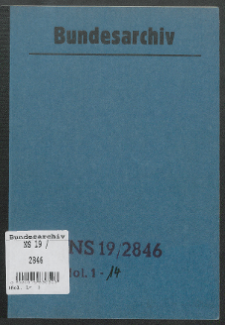 Bundesarchiv
Bundesarchiv
NS 19 /
2846
NS 19/2846
Fol. 1 - 14